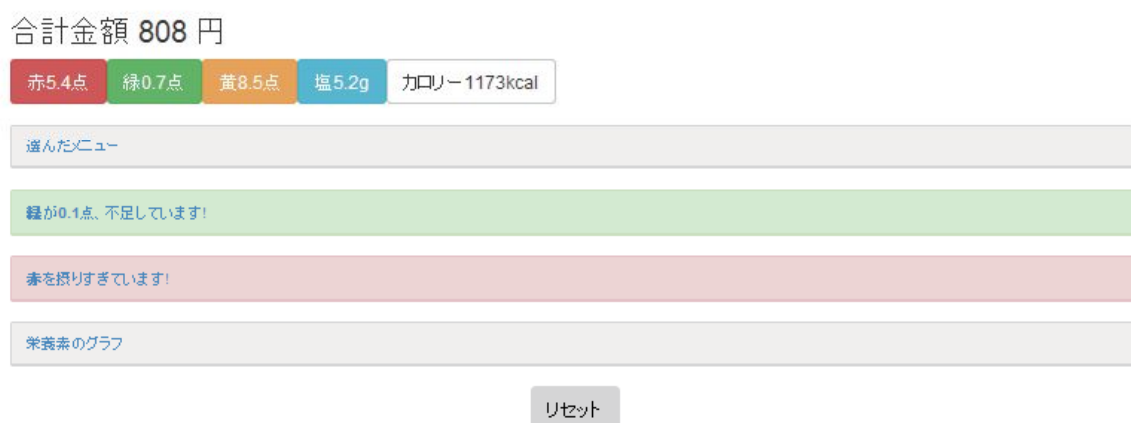 合計金額 808 円
赤5.4点 緑0.7点 黄8.5点 塩5.2g カロリー1173kcal
選んだメニュー
緑が0.1点、不足しています!
赤を摂りすぎています!
栄養素のグラフ
リセット